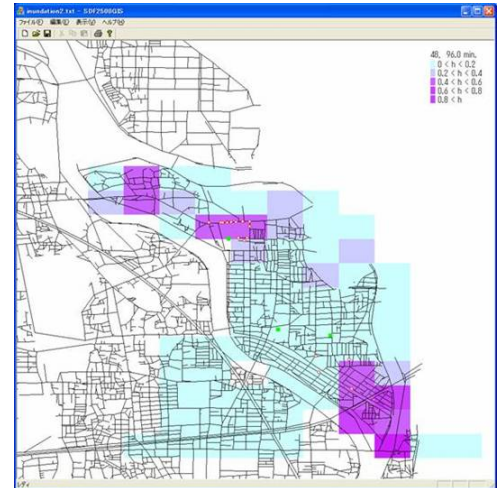 inundation2.txt - SDF2500GIS
ファイル(F) 編集(E) 表示(V) ヘルプ(H)
48, 96.0 min.
0 < h < 0.2
0.2 < h < 0.4
0.4 < h < 0.6
0.6 < h < 0.8
0.8 < h
レディ